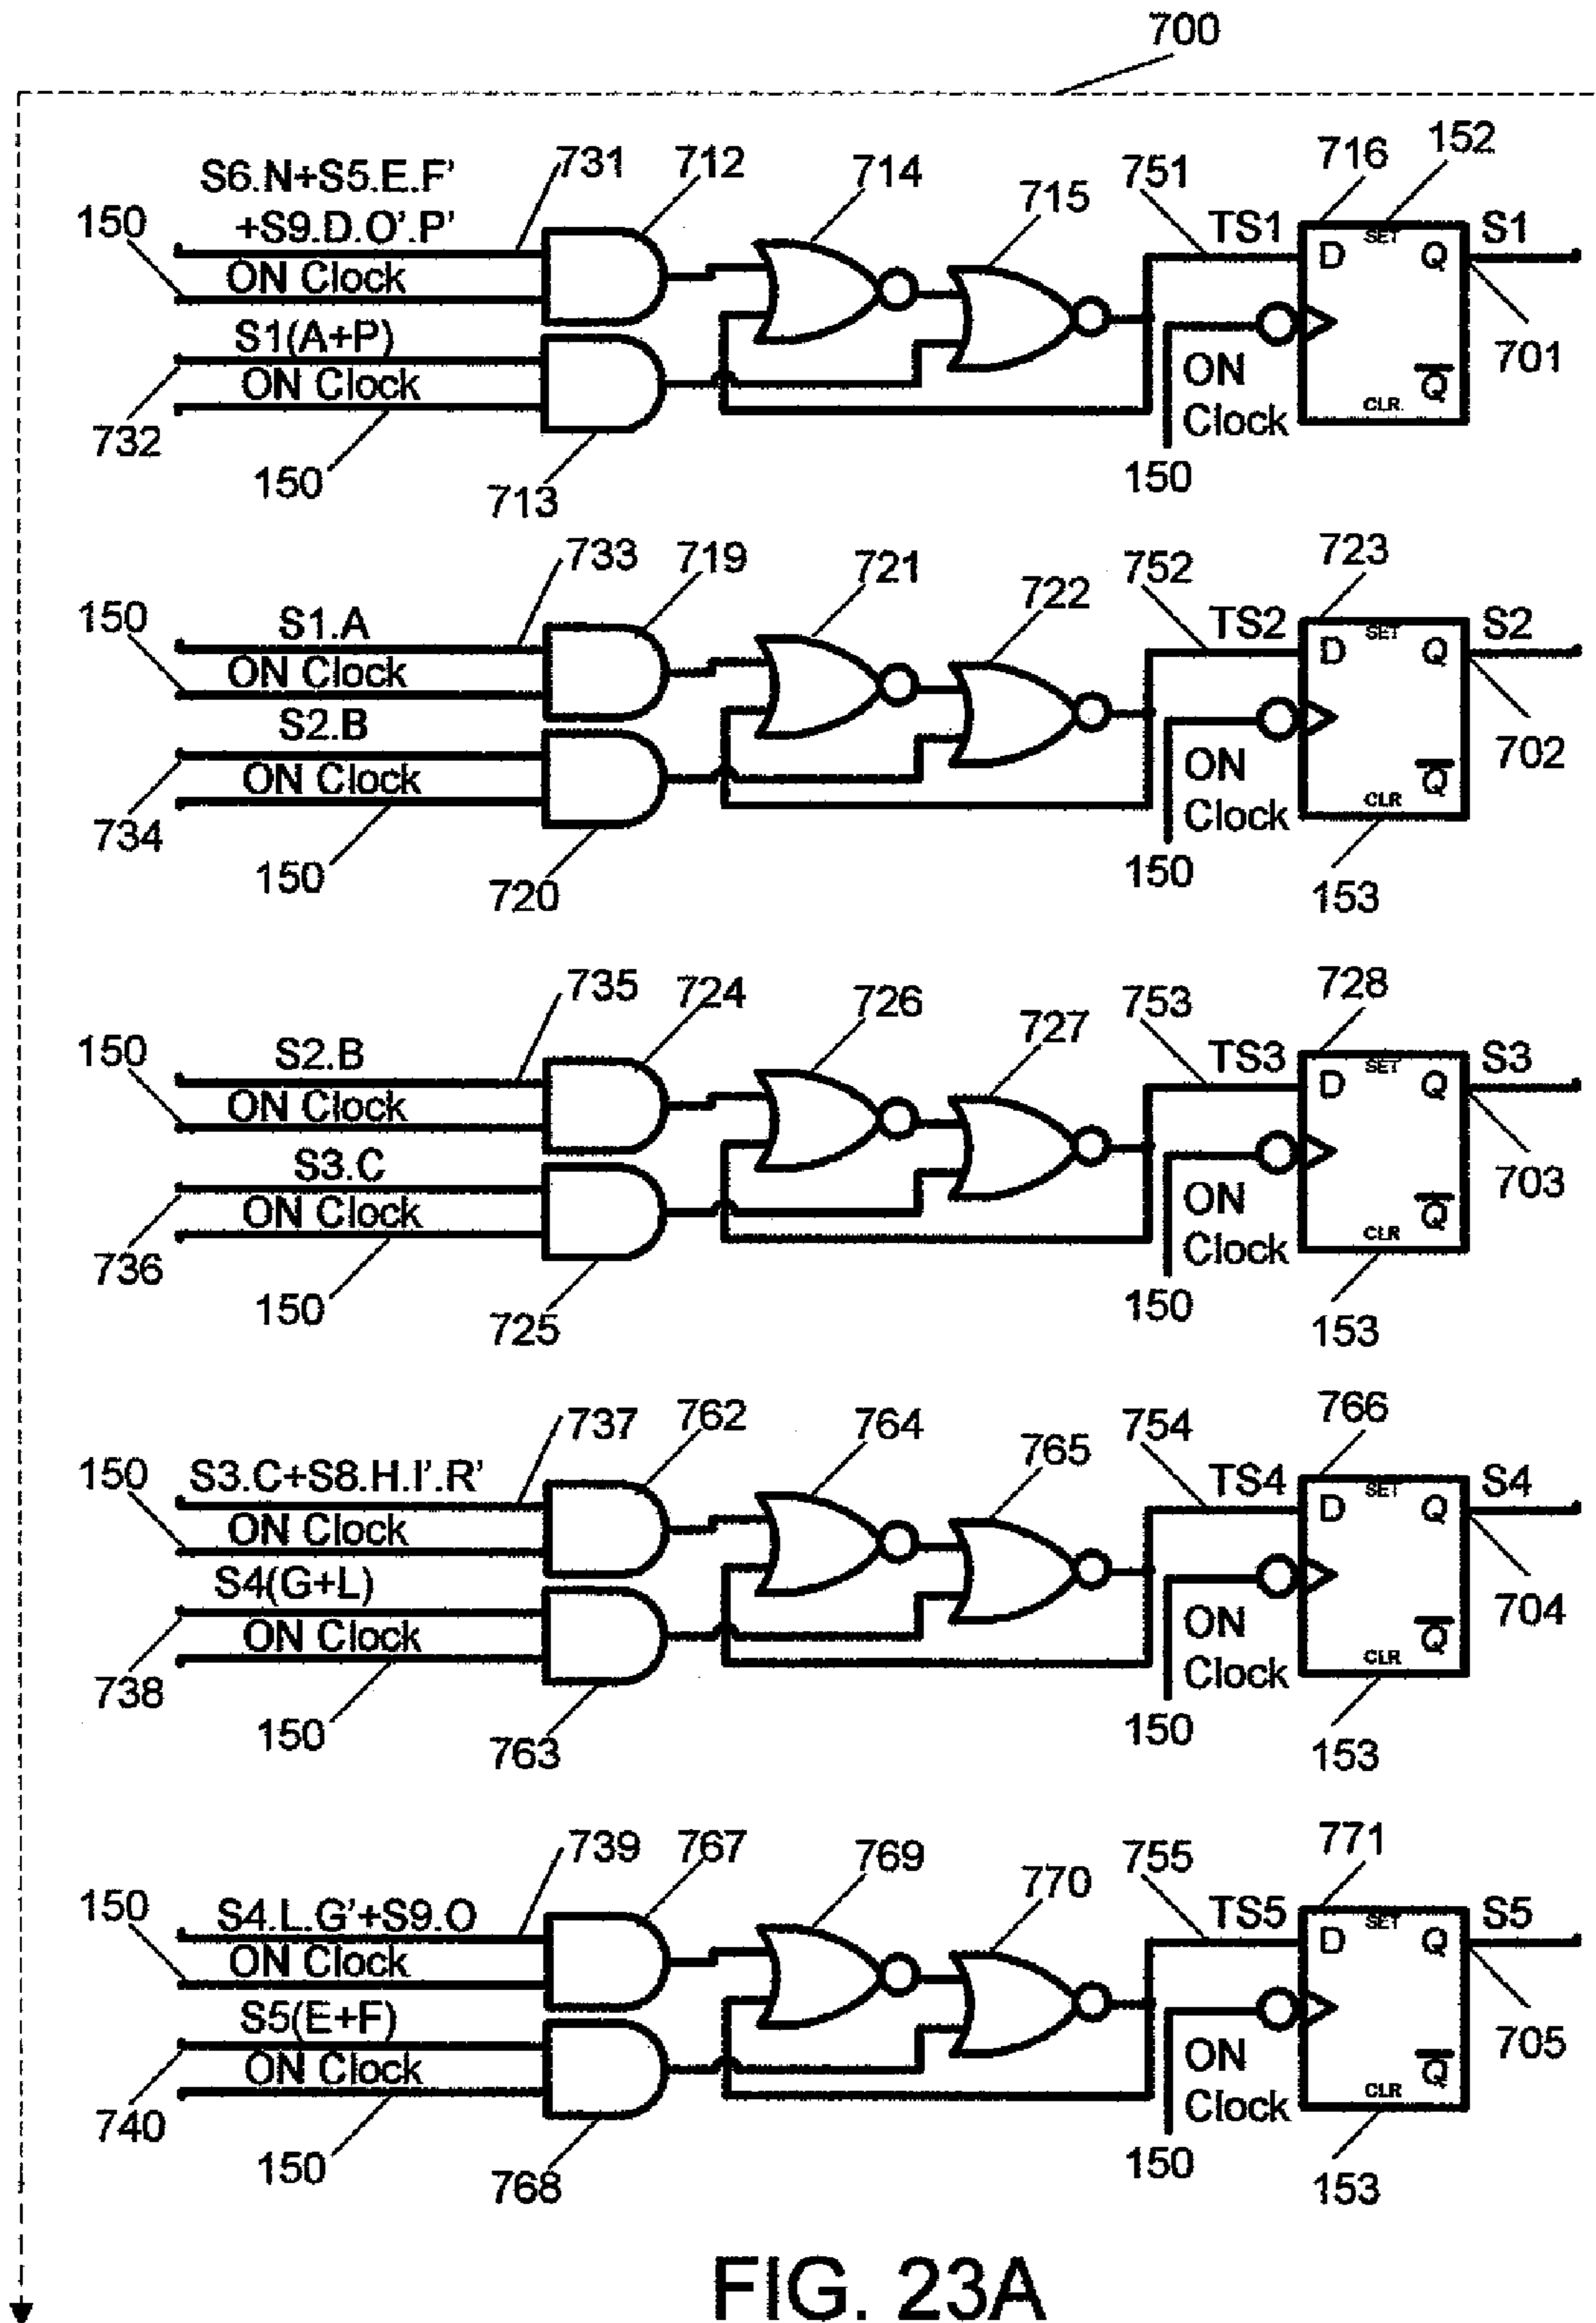 700
S6.N+S5.E.F'
+S9.D.O'.P'
150
ON Clock
731
712
714
715
751
716
152
TS1
SET
D
Q
S1
S1(A+P)
ON Clock
732
150
713
ON
Clock
150
Q
CLR
701
150
S1.A
ON Clock
733
719
721
722
752
723
TS2
SET
D
Q
S2
S2.B
ON Clock
734
150
720
ON
Clock
150
Q
CLR
702
153
150
S2.B
ON Clock
735
724
726
727
753
728
TS3
SET
D
Q
S3
S3.C
ON Clock
736
150
725
ON
Clock
150
Q
CLR
703
153
150
S3.C+S8.H.I'.R'
ON Clock
737
762
764
765
754
766
TS4
SET
D
Q
S4
S4(G+L)
ON Clock
738
150
763
ON
Clock
150
Q
CLR
704
153
150
S4.L.G'+S9.O
ON Clock
739
767
769
770
755
771
TS5
SET
D
Q
S5
S5(E+F)
ON Clock
740
150
768
ON
Clock
150
Q
CLR
705
153
FIG. 23A